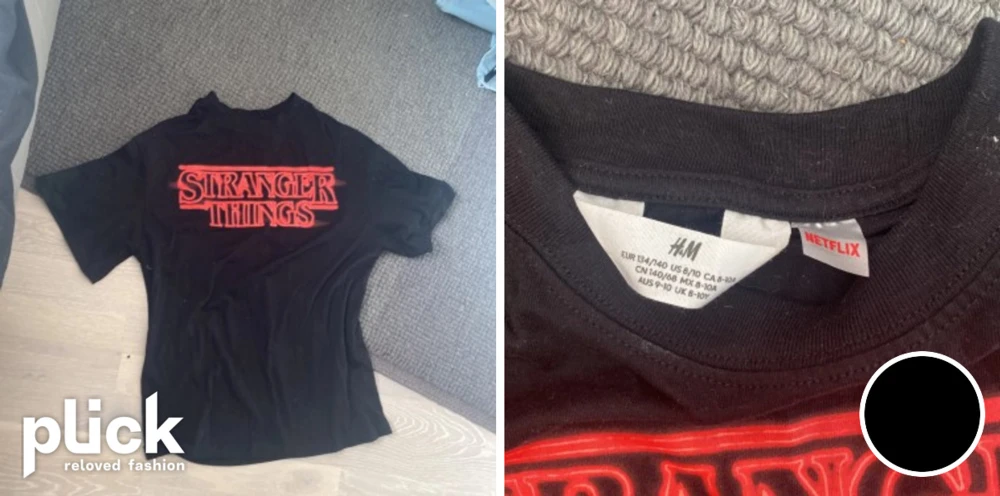 STRANGER
THINGS
plick
reloved fashion
H&M
EUR 134/140 US 8/10 CA 8-10
CN 140/68 MX 8-10A
AUS 9-10 UK 8-10Y
NETFLIX